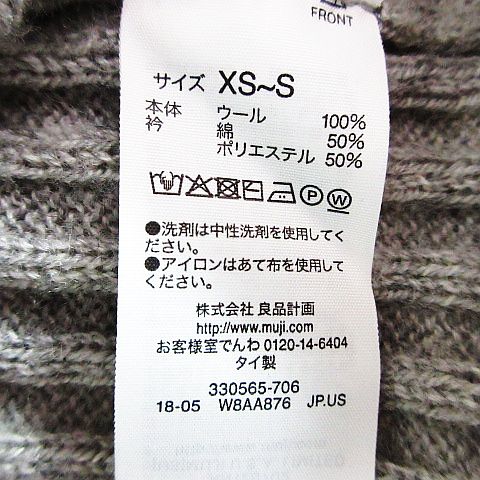 FRONT
サイズ XS~S
本体 ウール 100%
衿 綿 50%
ポリエステル 50%
P W
●洗剤は中性洗剤を使用してく
ださい。
●アイロンはあて布を使用して
ください。
株式会社 良品計画
http://www.muji.com
お客様室でんわ 0120-14-6404
タイ製
330565-706
18-05 W8AA876 JP.US